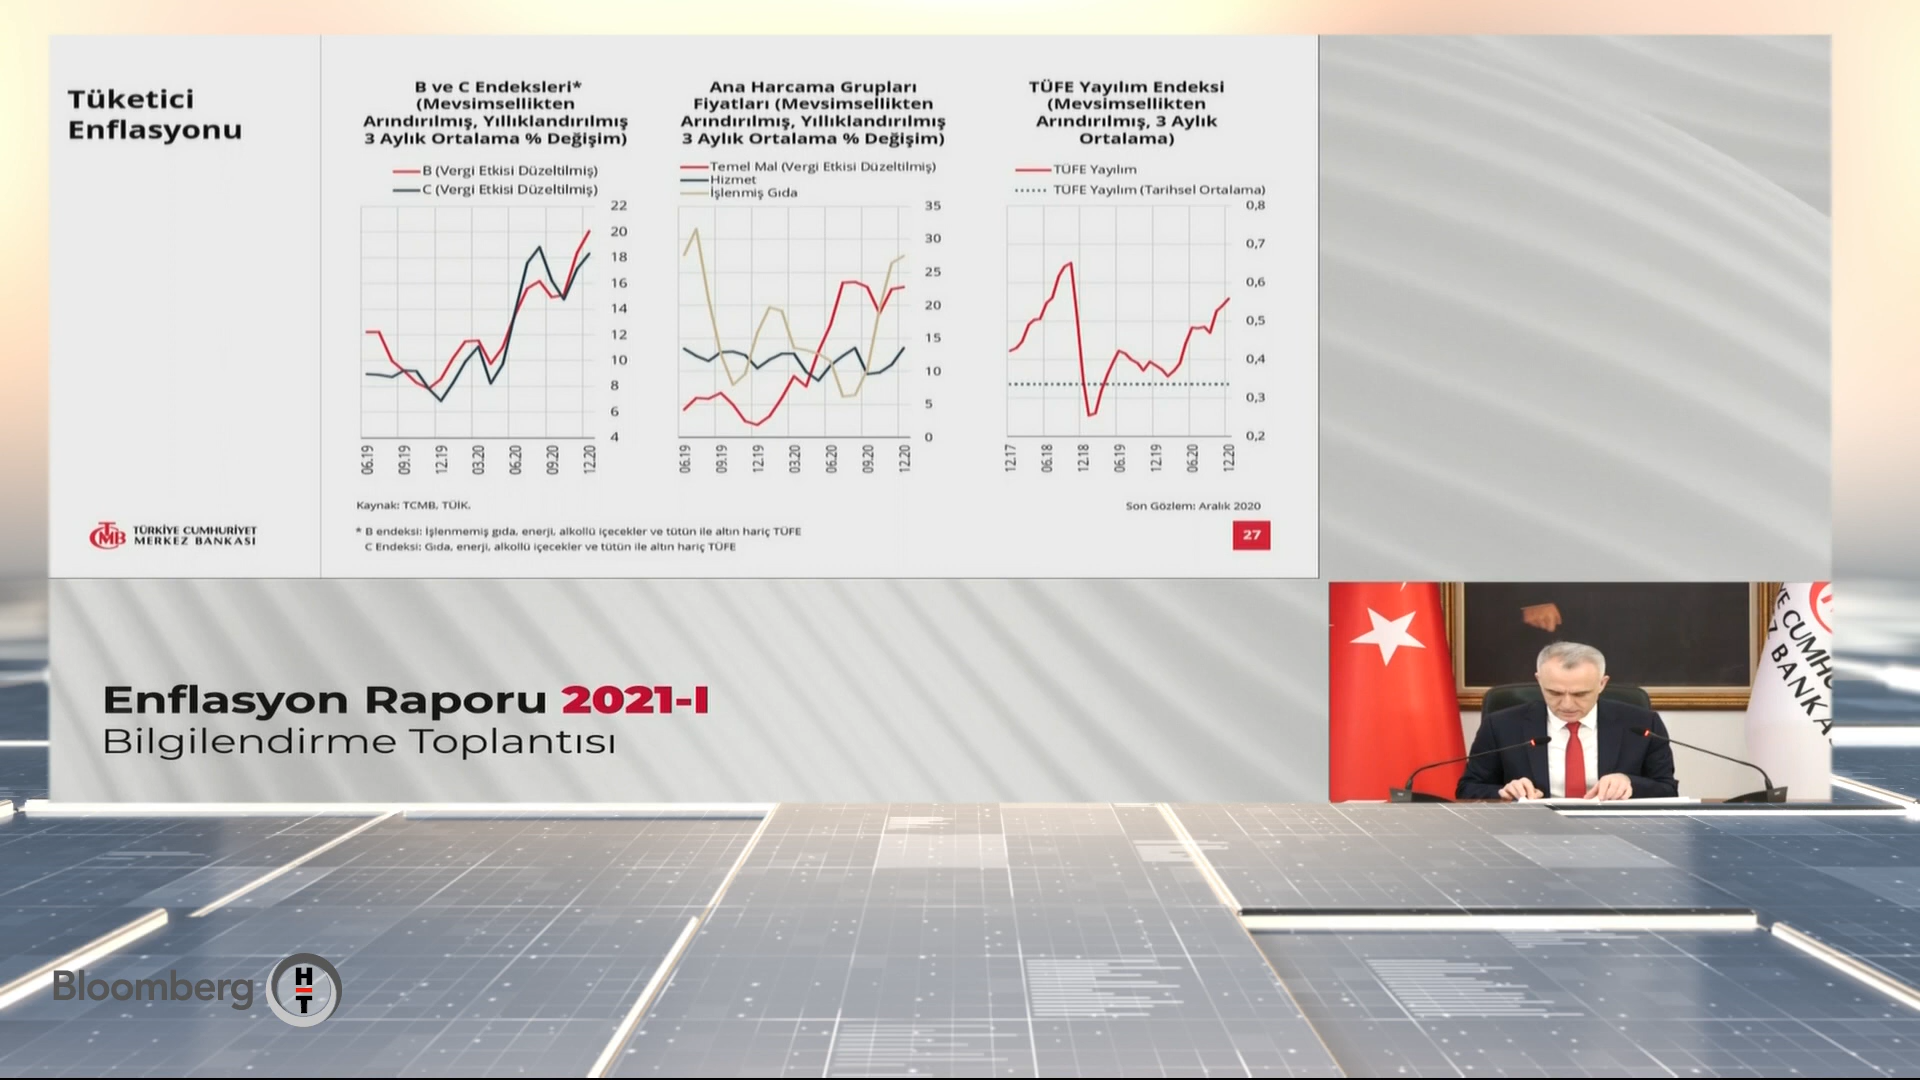 Tüketici
Enflasyonu
B ve C Endeksleri*
(Mevsimsellikten
Arındırılmış, Yıllıklandırılmış
3 Aylık Ortalama % Değişim)
B (Vergi Etkisi Düzeltilmiş)
C (Vergi Etkisi Düzeltilmiş)
22
20
18
16
14
12
10
8
6
4
06.19
09.19
12.19
03.20
06.20
09.20
12.20
Ana Harcama Grupları
Fiyatları (Mevsimsellikten
Arındırılmış, Yıllıklandırılmış
3 Aylık Ortalama % Değişim)
Temel Mal (Vergi Etkisi Düzeltilmiş)
Hizmet
İşlenmiş Gıda
35
30
25
20
15
10
5
0
06.19
09.19
12.19
03.20
06.20
09.20
12.20
TÜFE Yayılım Endeksi
(Mevsimsellikten
Arındırılmış, 3 Aylık
Ortalama)
TÜFE Yayılım
TÜFE Yayılım (Tarihsel Ortalama)
0,8
0,7
0,6
0,5
0,4
0,3
0,2
12.17
06.18
12.18
06.19
12.19
06.20
12.20
Kaynak: TCMB, TÜİK.
Son Gözlem: Aralık 2020
* B endeksi: İşlenmemiş gıda, enerji, alkollü içecekler ve tütün ile altın hariç TÜFE
C Endeksi: Gıda, enerji, alkollü içecekler ve tütün ile altın hariç TÜFE
27
TCMB
TÜRKİYE CUMHURİYET
MERKEZ BANKASI
Enflasyon Raporu 2021-I
Bilgilendirme Toplantısı
YE CUMHU
Z BANKA
Bloomberg HT